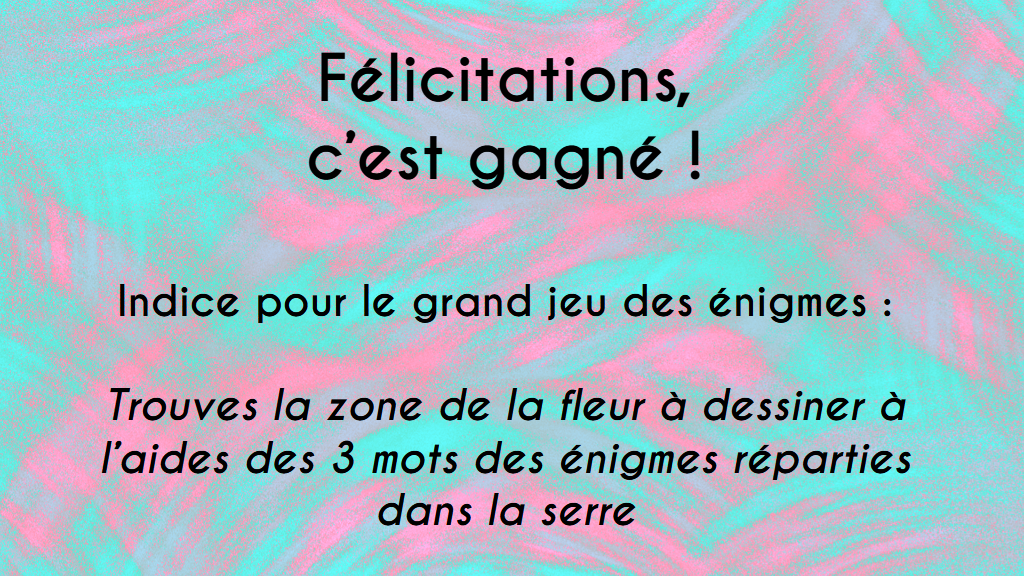 Félicitations,
c’est gagné !
Indice pour le grand jeu des énigmes :
Trouves la zone de la fleur à dessiner à
l’aides des 3 mots des énigmes réparties
dans la serre